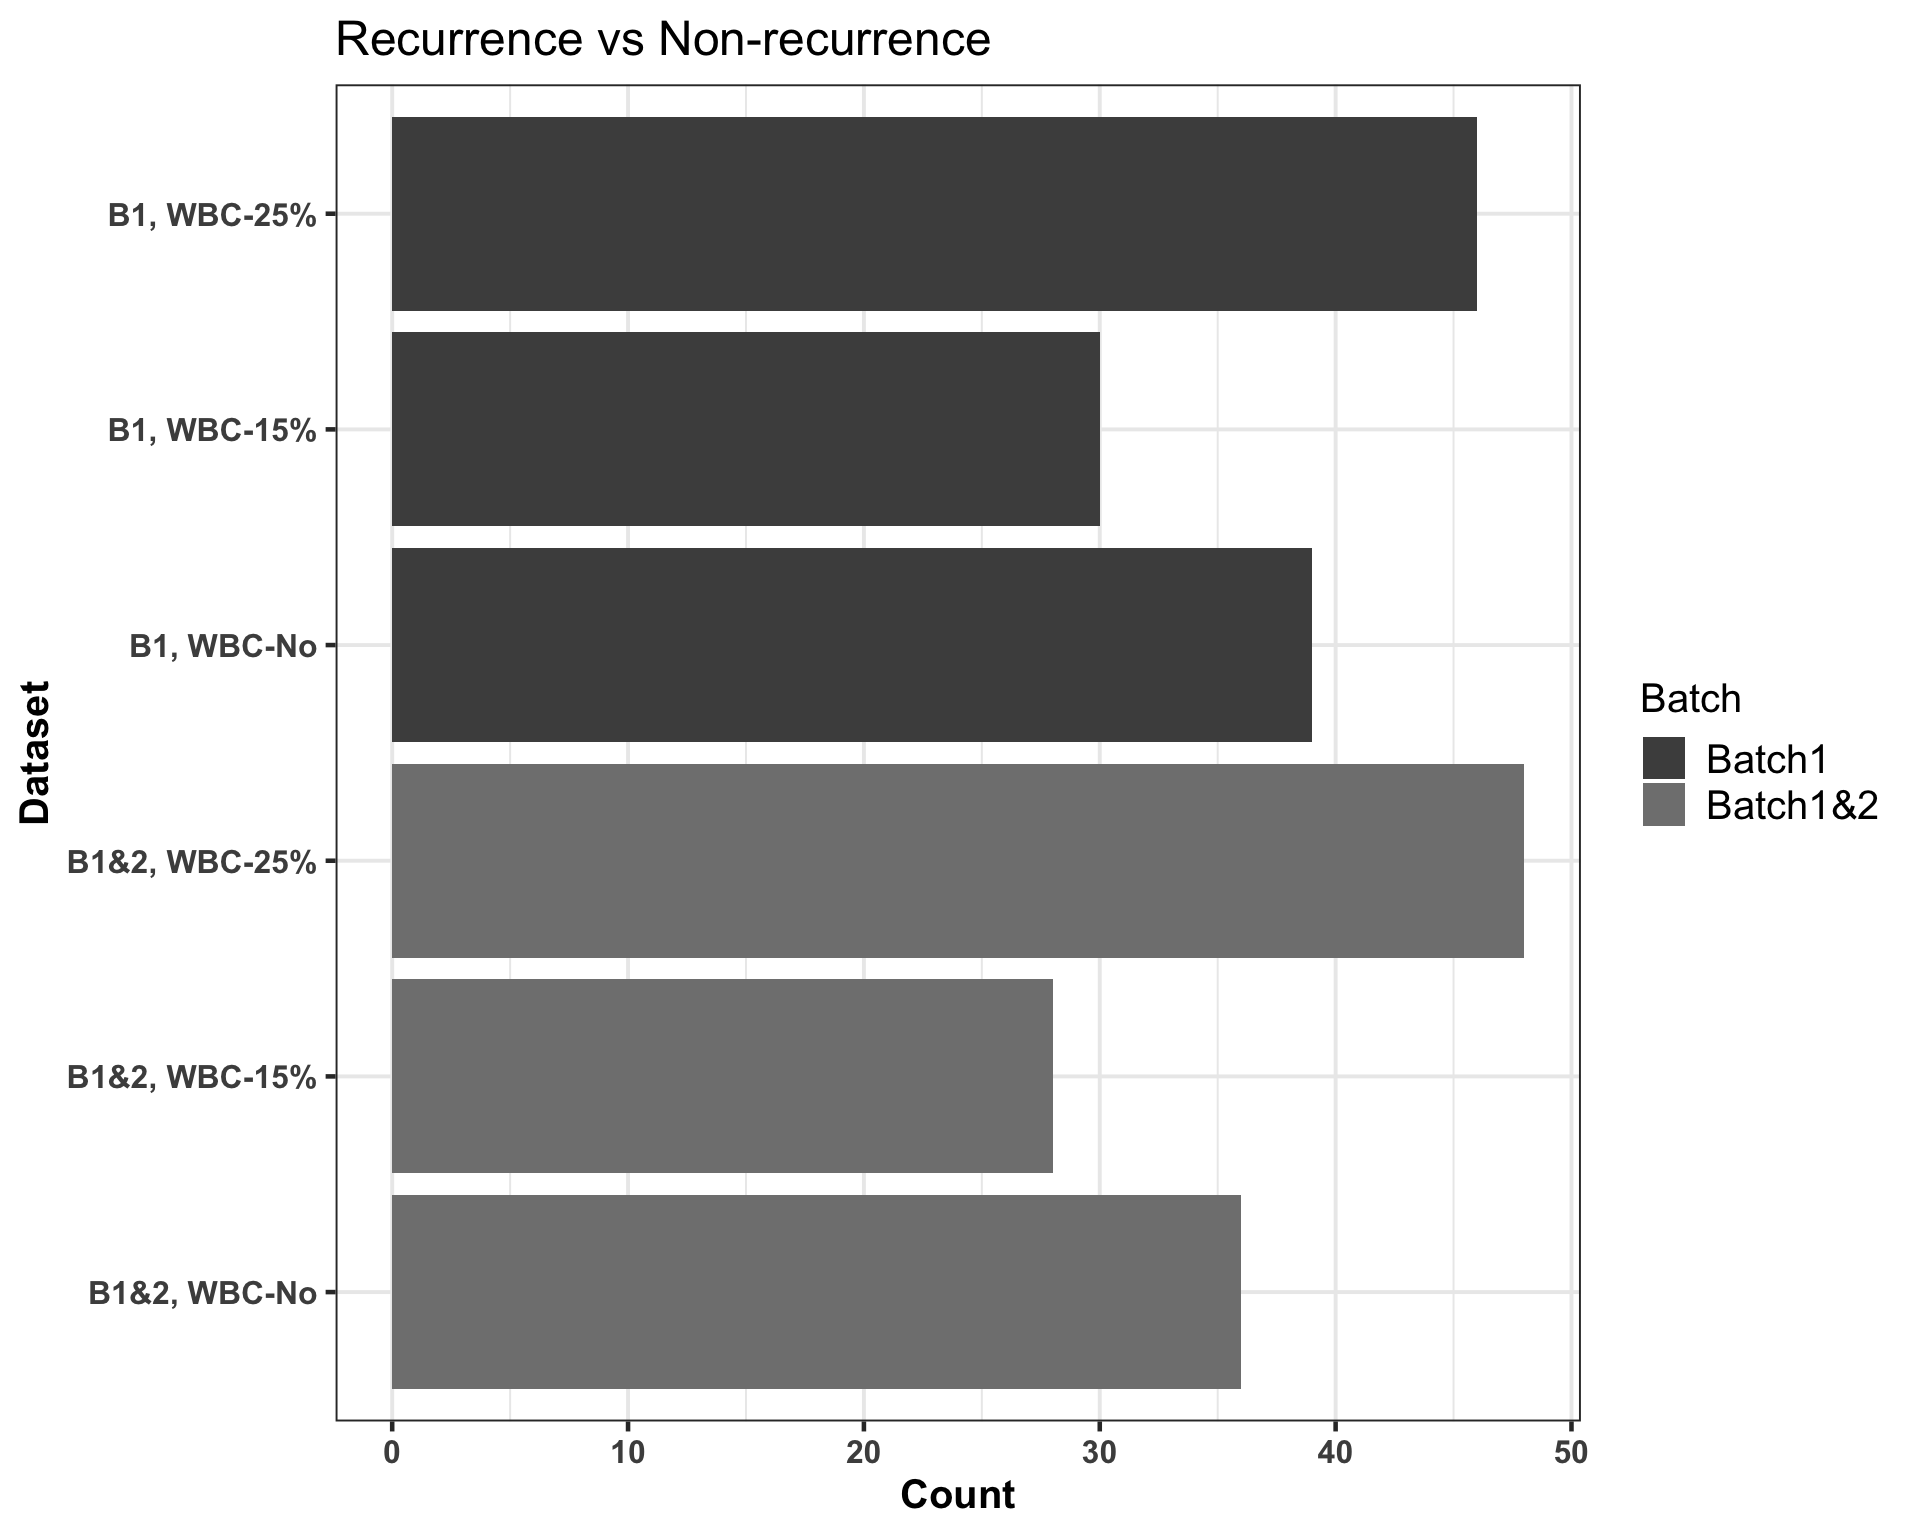 Recurrence vs Non-recurrence
B1, WBC-25%
B1, WBC-15%
B1, WBC-No
B1&2, WBC-25%
B1&2, WBC-15%
B1&2, WBC-No
Dataset
0 10 20 30 40 50
Count
Batch
Batch1
Batch1&2